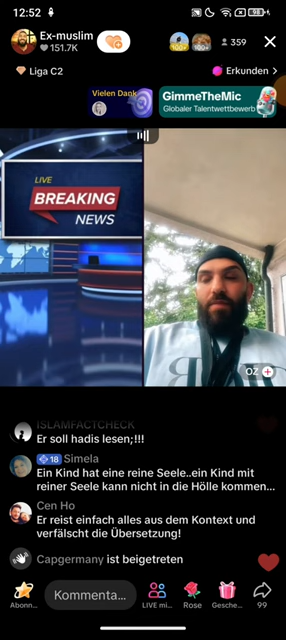 12:52
98
Ex-muslim
151.7K
100+
100+
359
Liga C2
Erkunden >
Vielen Dank
GimmeTheMic
Globaler Talentwettbewerb
LIVE
BREAKING
NEWS
OZ
ISLAMFACTCHECK
Er soll hadis lesen;!!!
18 Simela
Ein Kind hat eine reine Seele..ein Kind mit
reiner Seele kann nicht in die Hölle kommen...
Cen Ho
Er reist einfach alles aus dem Kontext und
verfälscht die Übersetzung!
Capgermany ist beigetreten
Kommenta...
Abonn...
LIVE mi...
Rose
Gesche...
99